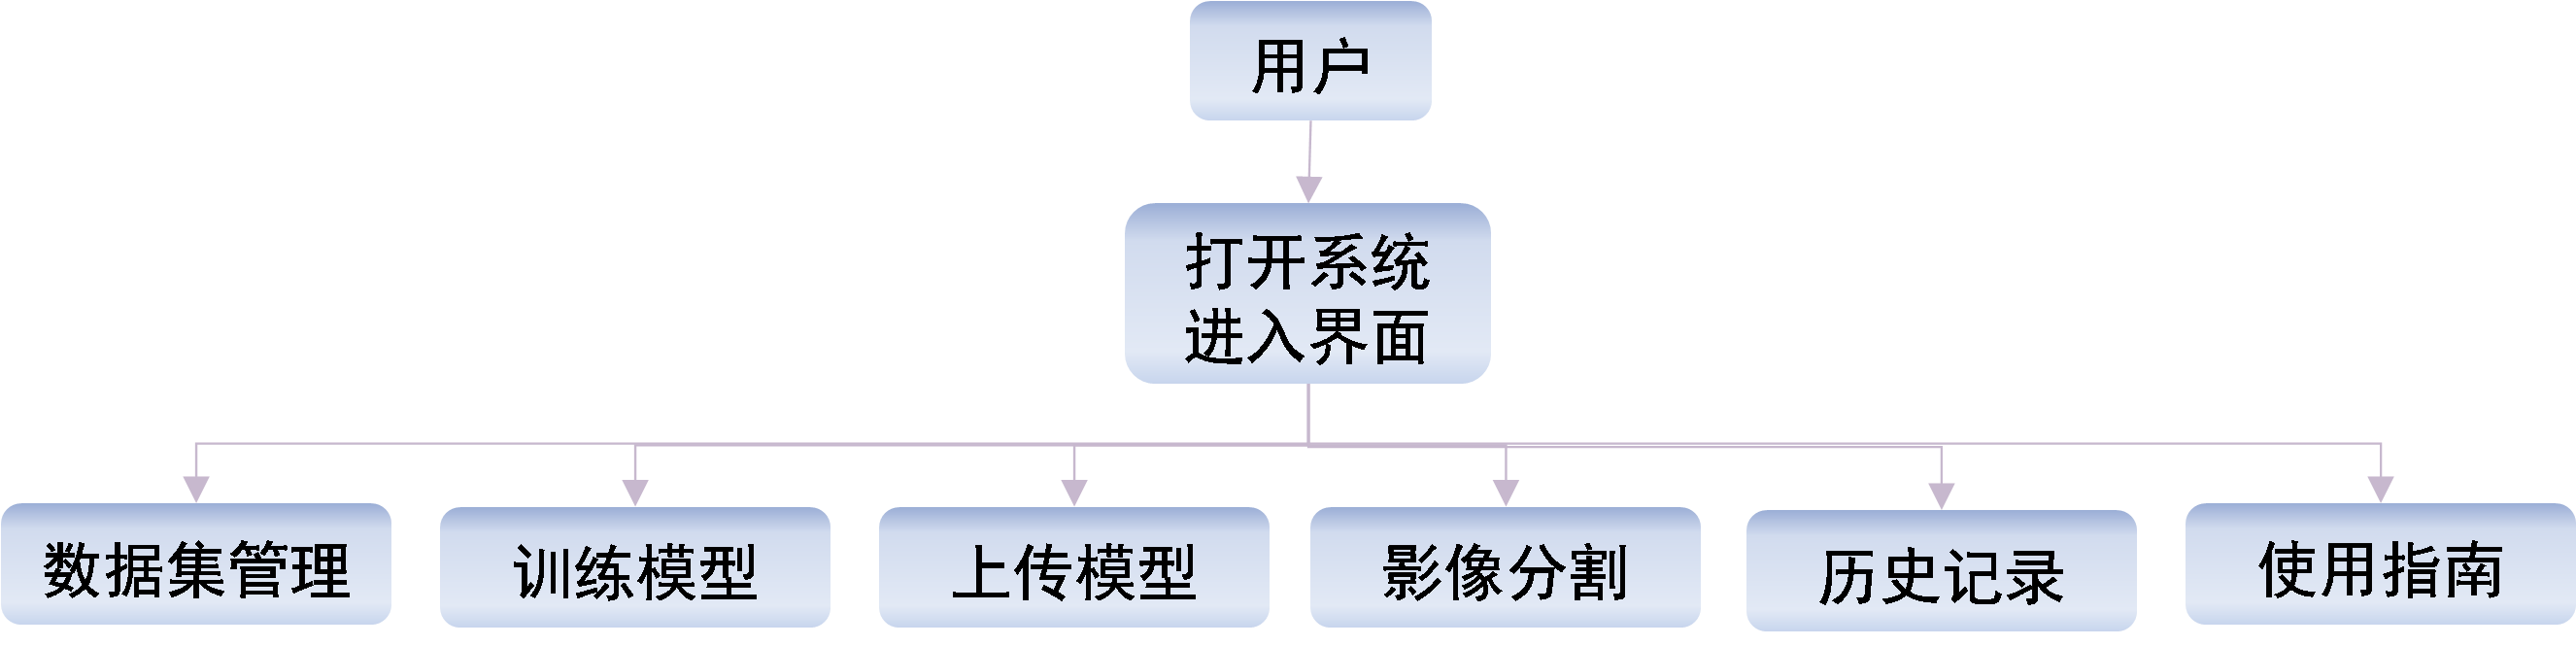 用户
打开系统
进入界面
数据集管理
训练模型
上传模型
影像分割
历史记录
使用指南